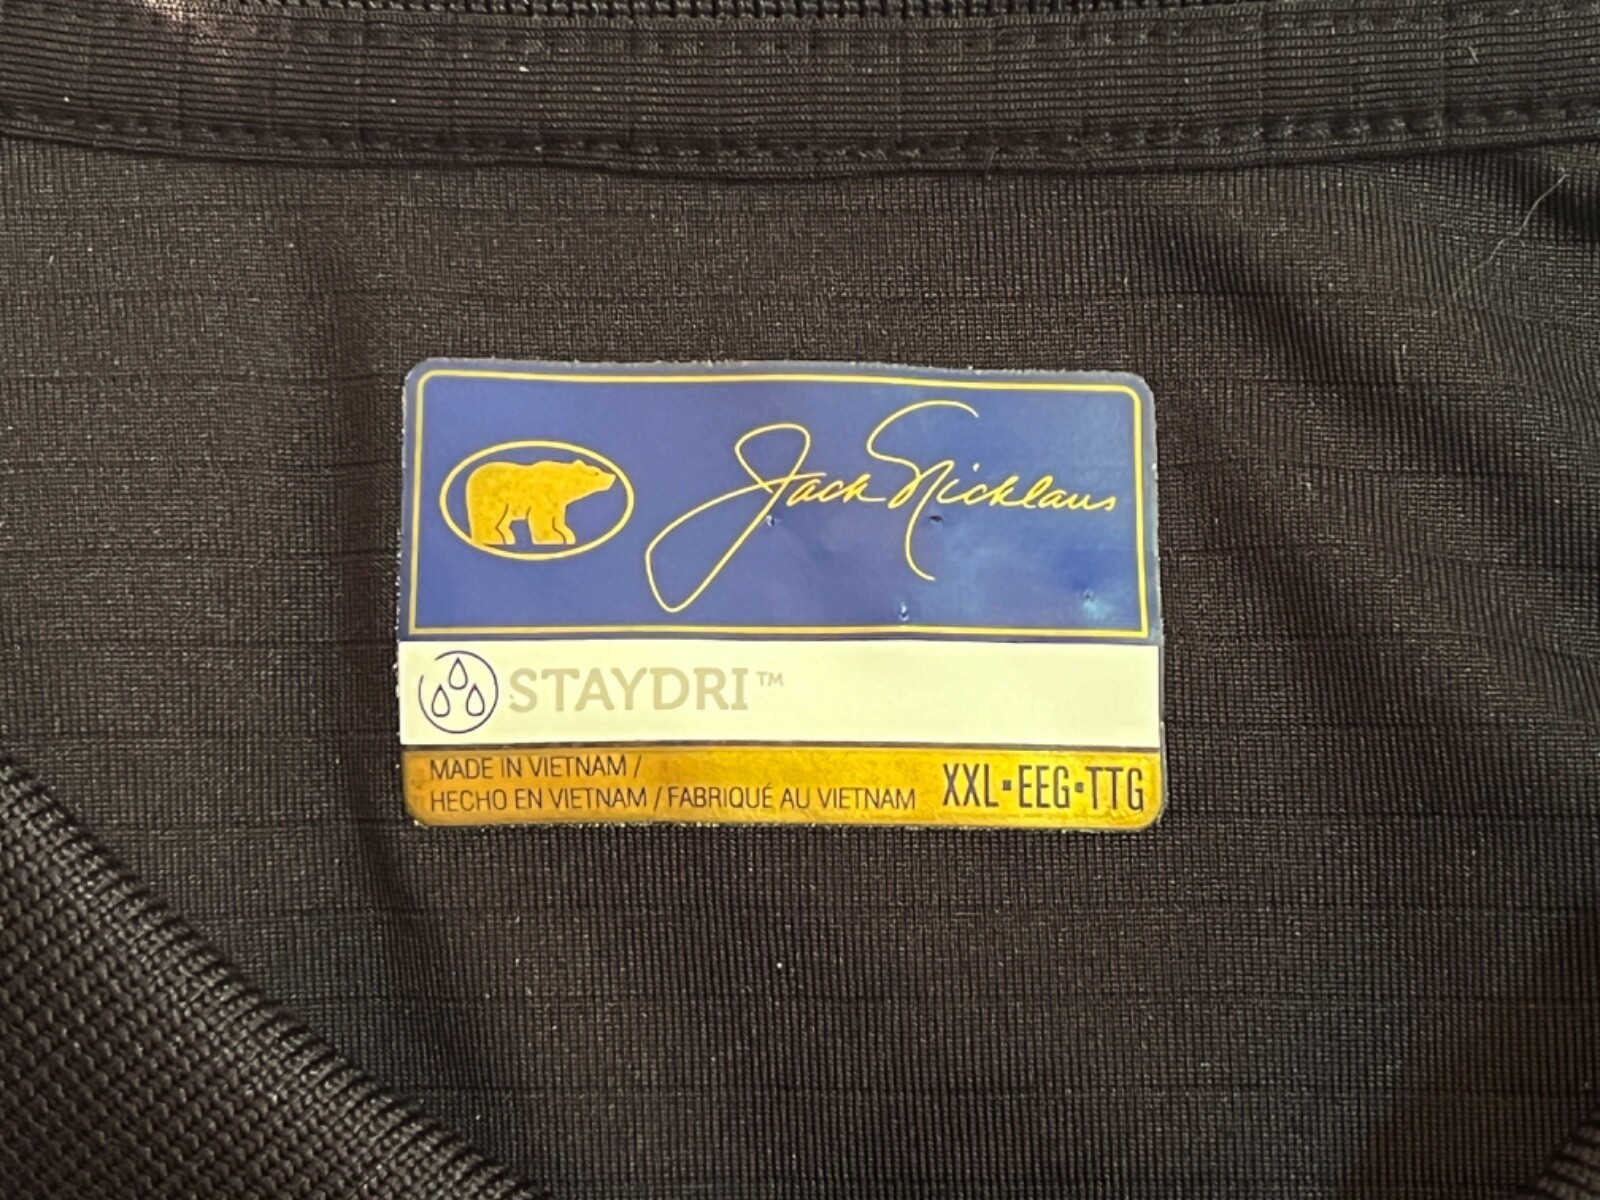 Jack Nicklaus
STAYDRI™
MADE IN VIETNAM /
HECHO EN VIETNAM / FABRIQUÉ AU VIETNAM
XXL▪EEG▪TTG